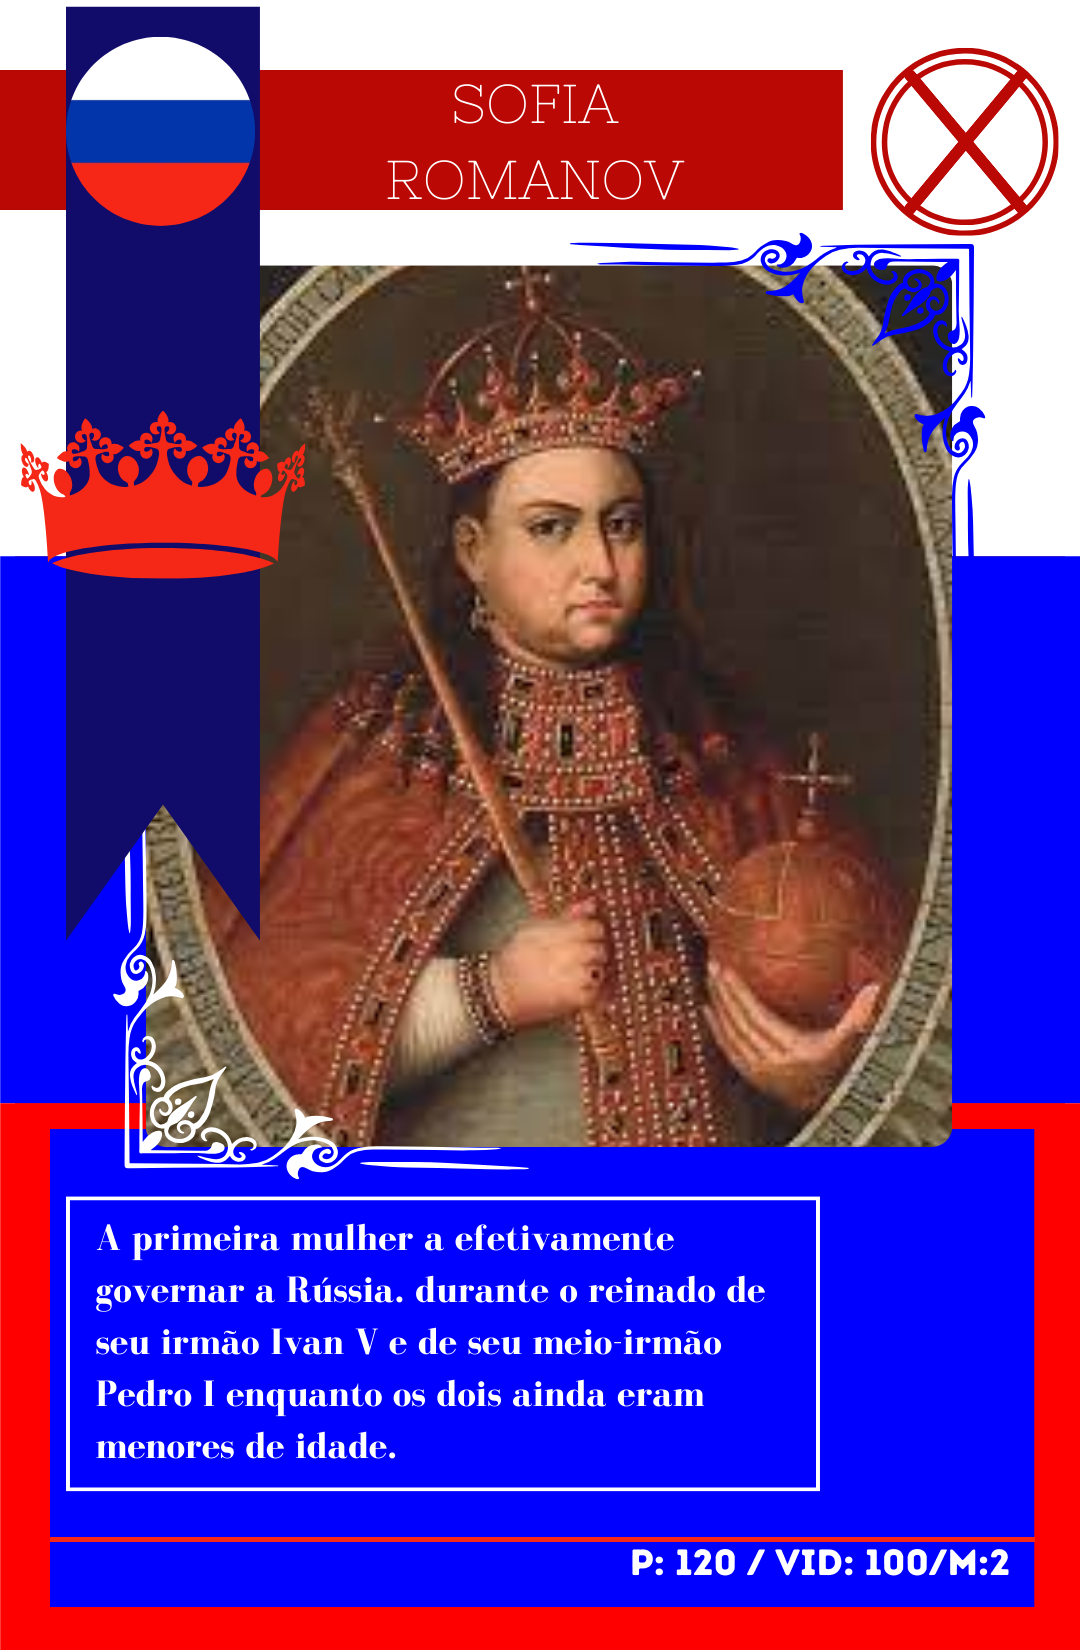 SOFIA
ROMANOV
A primeira mulher a efetivamente
governar a Rússia. durante o reinado de
seu irmão Ivan V e de seu meio-irmão
Pedro I enquanto os dois ainda eram
menores de idade.
P: 120 / VID: 100/M:2